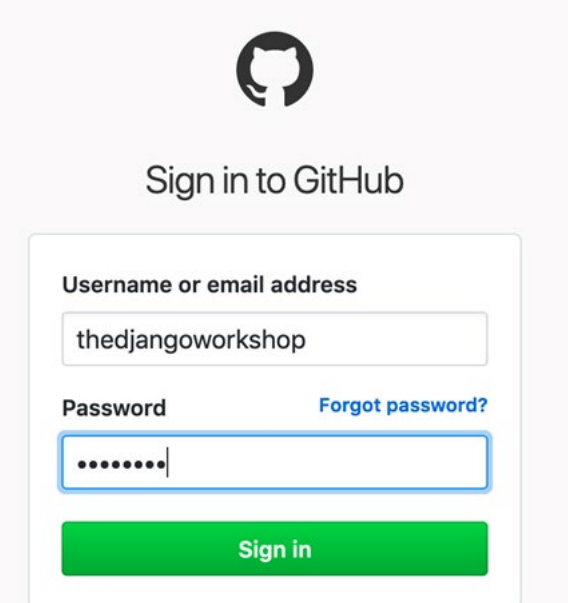 Sign in to GitHub
Username or email address
thedjangoworkshop
Password Forgot password?
••••••••
Sign in